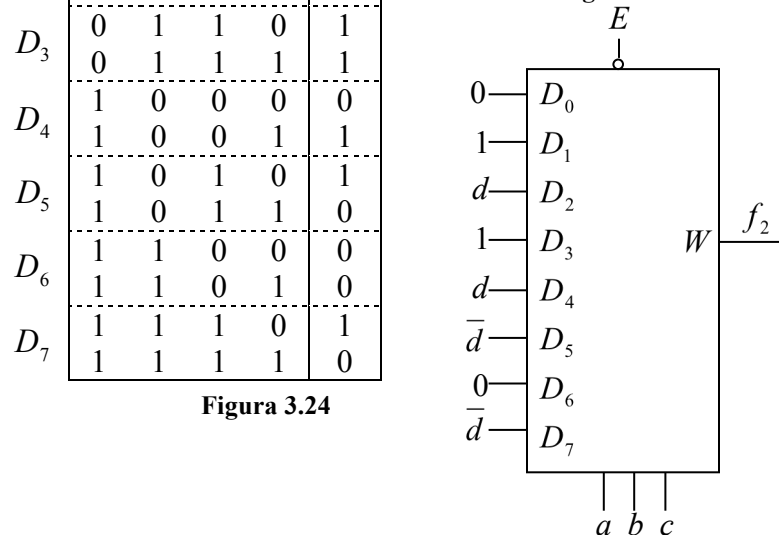 D₃ 0 1 1 0 1
0 1 1 1 1
D₄ 1 0 0 0 0
1 0 0 1 1
D₅ 1 0 1 0 1
1 0 1 1 0
D₆ 1 1 0 0 0
1 1 0 1 0
D₇ 1 1 1 0 1
1 1 1 1 0
Figura 3.24
E
0 D₀
1 D₁
d D₂
1 D₃
d D₄
d̅ D₅
0 D₆
d̅ D₇
W f₂
a b c